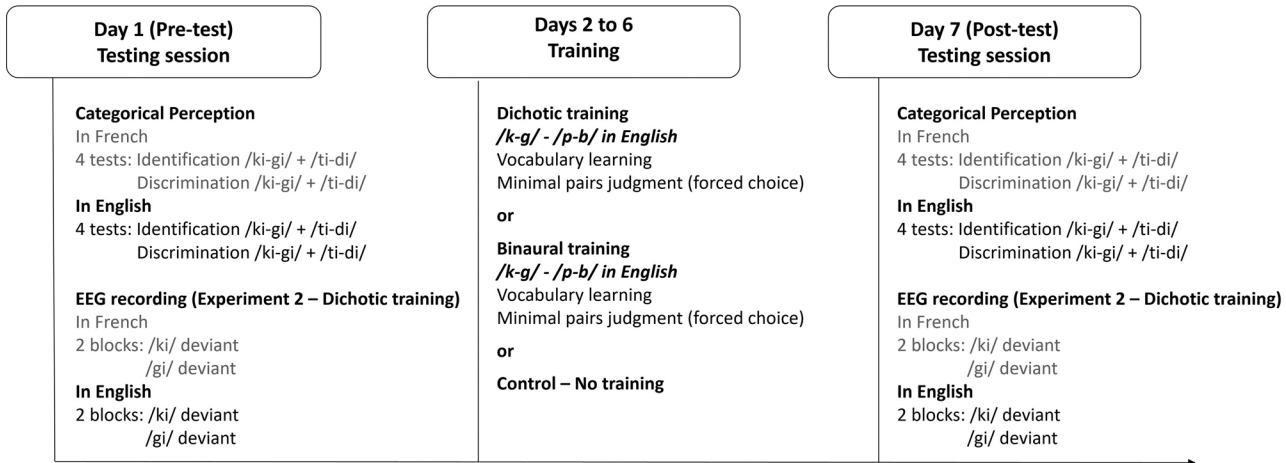 Day 1 (Pre-test)
Testing session
Categorical Perception
In French
4 tests: Identification /ki-gi/ + /ti-di/
Discrimination /ki-gi/ + /ti-di/
In English
4 tests: Identification /ki-gi/ + /ti-di/
Discrimination /ki-gi/ + /ti-di/
EEG recording (Experiment 2 – Dichotic training)
In French
2 blocks: /ki/ deviant
/gi/ deviant
In English
2 blocks: /ki/ deviant
/gi/ deviant
Days 2 to 6
Training
Dichotic training
/k-g/ - /p-b/ in English
Vocabulary learning
Minimal pairs judgment (forced choice)
or
Binaural training
/k-g/ - /p-b/ in English
Vocabulary learning
Minimal pairs judgment (forced choice)
or
Control – No training
Day 7 (Post-test)
Testing session
Categorical Perception
In French
4 tests: Identification /ki-gi/ + /ti-di/
Discrimination /ki-gi/ + /ti-di/
In English
4 tests: Identification /ki-gi/ + /ti-di/
Discrimination /ki-gi/ + /ti-di/
EEG recording (Experiment 2 – Dichotic training)
In French
2 blocks: /ki/ deviant
/gi/ deviant
In English
2 blocks: /ki/ deviant
/gi/ deviant